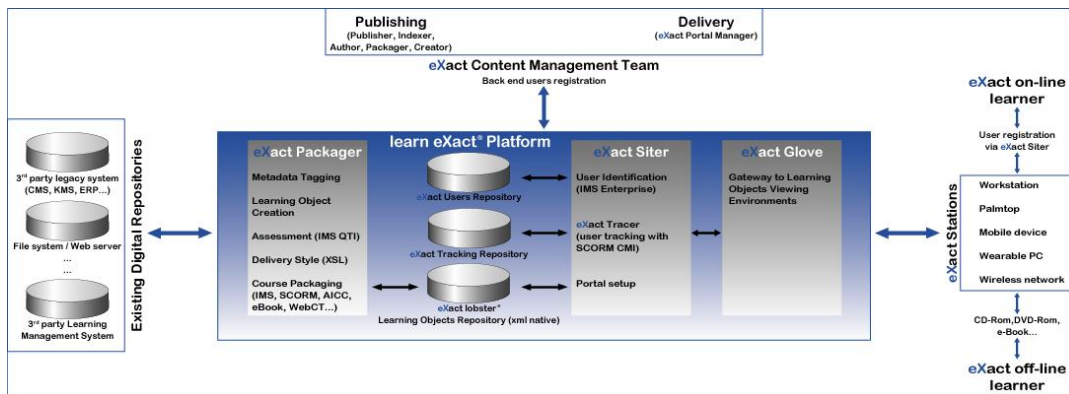 Publishing
(Publisher, Indexer,
Author, Packager, Creator)
Delivery
(eXact Portal Manager)
eXact Content Management Team
Back end users registration
3rd party legacy system
(CMS, KMS, ERP...)
File system / Web server
...
...
3rd party Learning
Management System
Existing Digital Repositories
learn eXact® Platform
eXact Packager
Metadata Tagging
Learning Object
Creation
Assessment (IMS QTI)
Delivery Style (XSL)
Course Packaging
(IMS, SCORM, AICC,
eBook, WebCT...)
eXact Users Repository
eXact Tracking Repository
eXact lobster®
Learning Objects Repository (xml native)
eXact Siter
User Identification
(IMS Enterprise)
eXact Tracer
(user tracking with
SCORM CMI)
Portal setup
eXact Glove
Gateway to Learning
Objects Viewing
Environments
eXact Stations
eXact on-line
learner
User registration
via eXact Siter
Workstation
Palmtop
Mobile device
Wearable PC
Wireless network
CD-Rom,DVD-Rom,
e-Book...
eXact off-line
learner